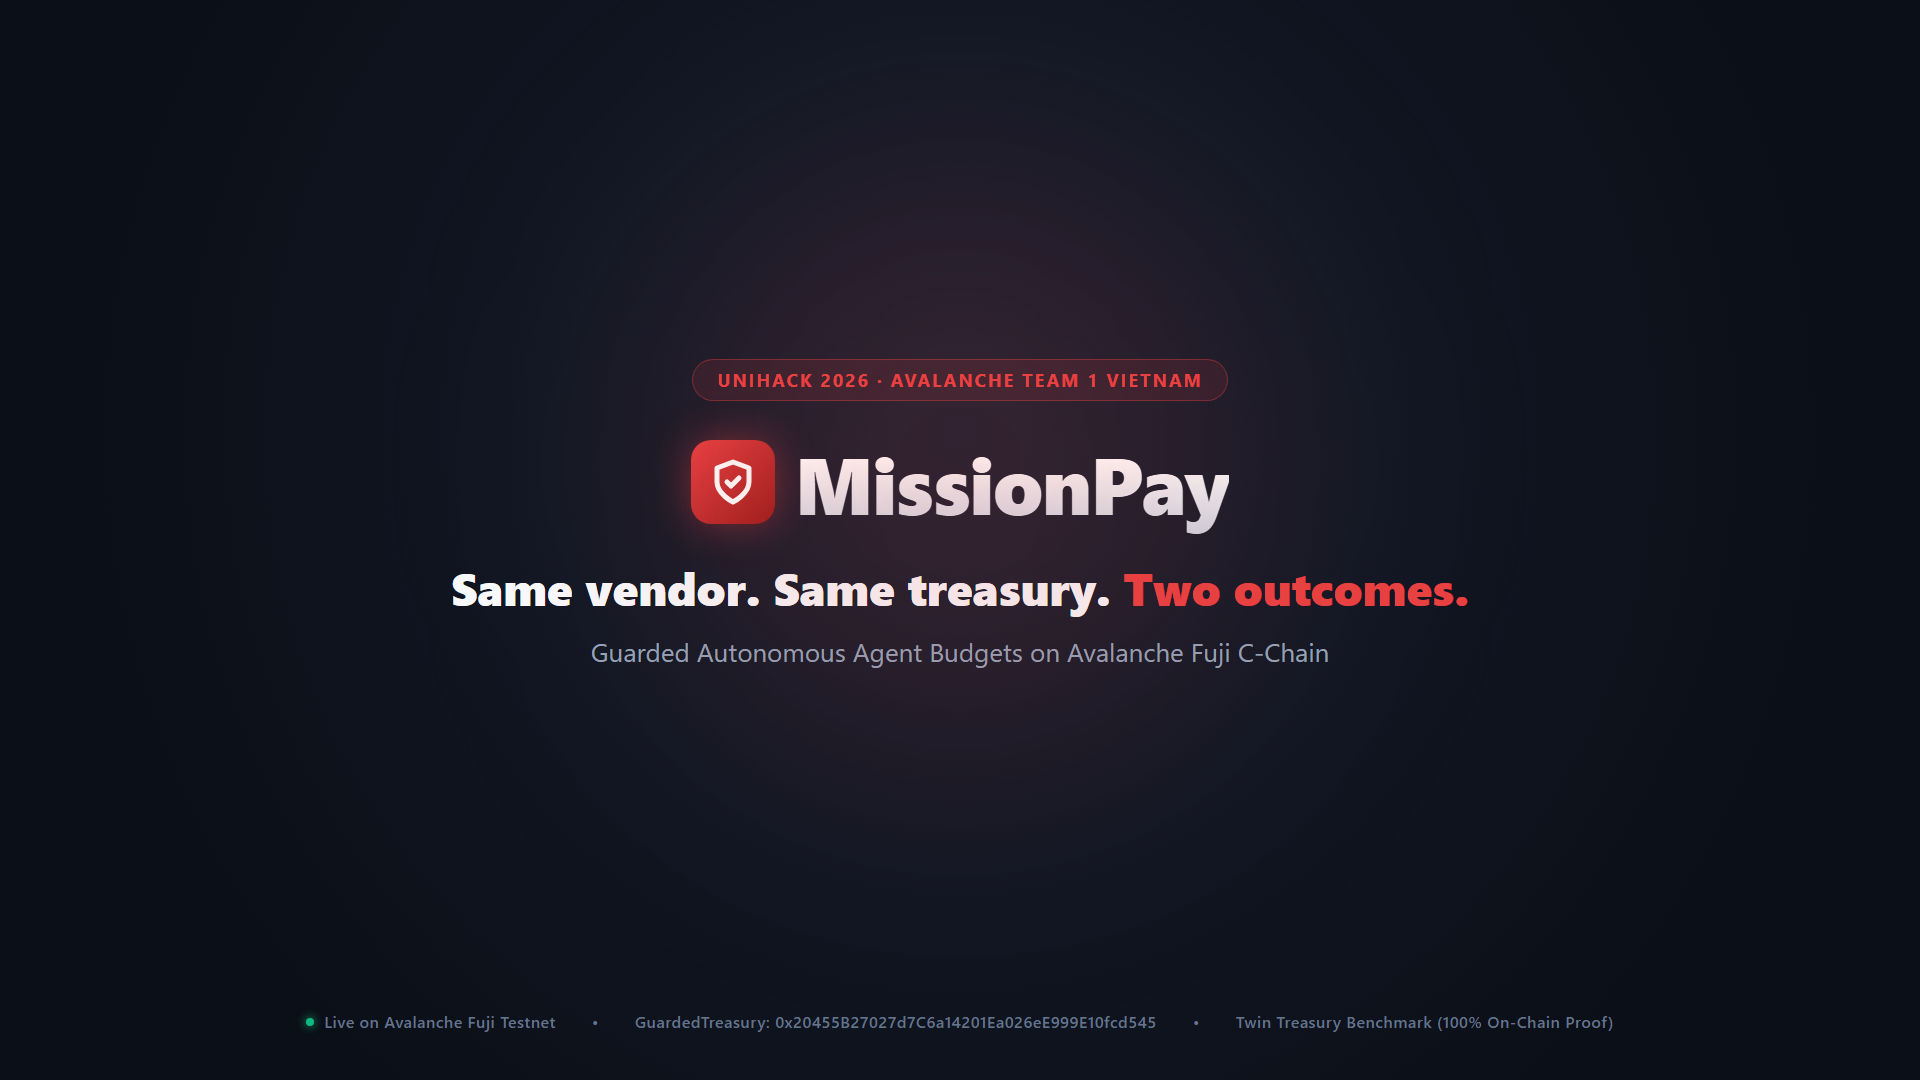 UNIHACK 2026 · AVALANCHE TEAM 1 VIETNAM
MissionPay
Same vendor. Same treasury. Two outcomes.
Guarded Autonomous Agent Budgets on Avalanche Fuji C-Chain
Live on Avalanche Fuji Testnet • GuardedTreasury: 0x20455B27027d7C6a14201Ea026eE999E10fcd545 • Twin Treasury Benchmark (100% On-Chain Proof)